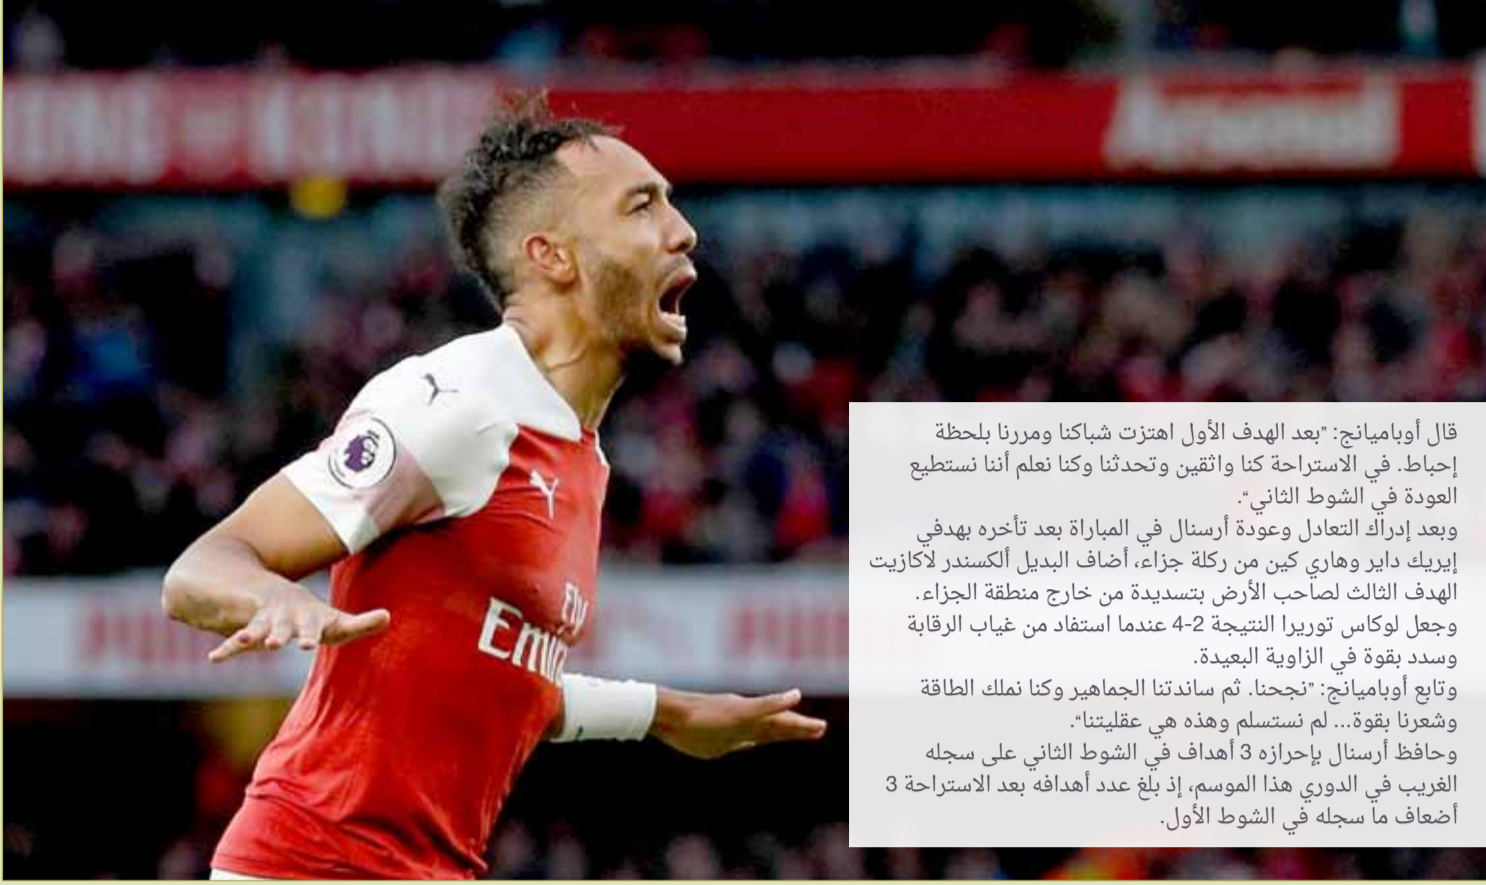 Arsenal
Fly
Emirates
قال أوباميانج: "بعد الهدف الأول اهتزت شباكنا ومررنا بلحظة
إحباط. في الاستراحة كنا واثقين وتحدثنا وكنا نعلم أننا نستطيع
العودة في الشوط الثاني".
وبعد إدراك التعادل وعودة أرسنال في المباراة بعد تأخره بهدفي
إيريك داير وهاري كين من ركلة جزاء، أضاف البديل ألكسندر لاكازيت
الهدف الثالث لصاحب الأرض بتسديدة من خارج منطقة الجزاء.
وجعل لوكاس توريرا النتيجة 2-4 عندما استفاد من غياب الرقابة
وسدد بقوة في الزاوية البعيدة.
وتابع أوباميانج: "نجحنا. ثم ساندتنا الجماهير وكنا نملك الطاقة
وشعرنا بقوة... لم نستسلم وهذه هي عقليتنا".
وحافظ أرسنال بإحرازه 3 أهداف في الشوط الثاني على سجله
الغريب في الدوري هذا الموسم، إذ بلغ عدد أهدافه بعد الاستراحة 3
أضعاف ما سجله في الشوط الأول.